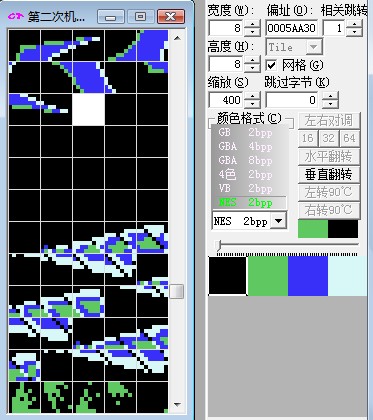 CT 第二次机...
宽度(W): 偏址(O): 相关跳转
8 0005AA30 1
高度(H): Tile
8 网格(G)
缩放(S) 跳过字节(K)
400 0
颜色格式(C)
GB 2bpp
GBA 4bpp
GBA 8bpp
4色 2bpp
VB 2bpp
NES 2bpp
NES 2bpp
左右对调
16 32 64
水平翻转
垂直翻转
左转90℃
右转90℃